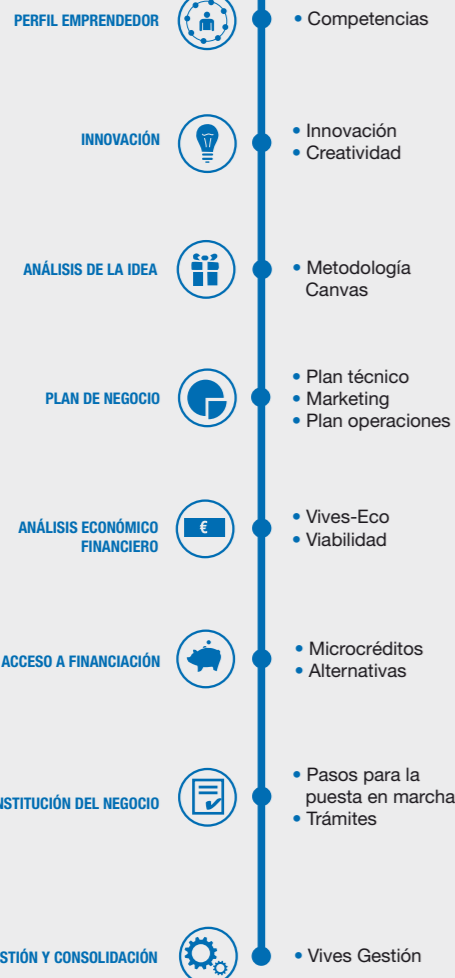 PERFIL EMPRENDEDOR
• Competencias
INNOVACIÓN
• Innovación
• Creatividad
ANÁLISIS DE LA IDEA
• Metodología
Canvas
PLAN DE NEGOCIO
• Plan técnico
• Marketing
• Plan operaciones
ANÁLISIS ECONÓMICO
FINANCIERO
€
• Vives-Eco
• Viabilidad
ACCESO A FINANCIACIÓN
• Microcréditos
• Alternativas
NSTITUCIÓN DEL NEGOCIO
• Pasos para la
puesta en marcha
• Trámites
STIÓN Y CONSOLIDACIÓN
• Vives Gestión